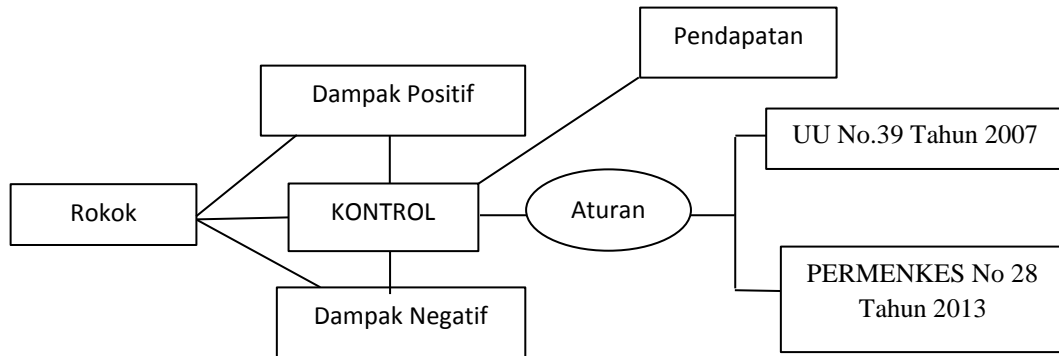 Pendapatan
Dampak Positif
UU No.39 Tahun 2007
Rokok
KONTROL
Aturan
PERMENKES No 28
Tahun 2013
Dampak Negatif